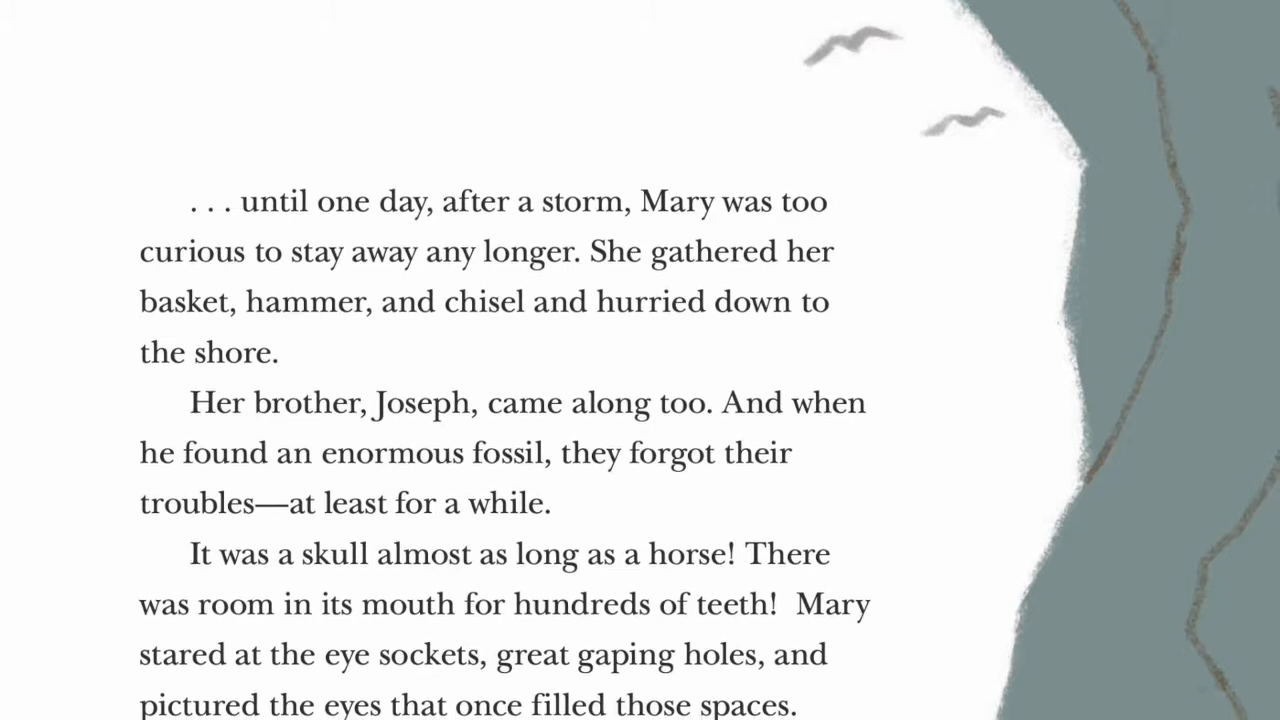 . . . until one day, after a storm, Mary was too
curious to stay away any longer. She gathered her
basket, hammer, and chisel and hurried down to
the shore.
Her brother, Joseph, came along too. And when
he found an enormous fossil, they forgot their
troubles—at least for a while.
It was a skull almost as long as a horse! There
was room in its mouth for hundreds of teeth!  Mary
stared at the eye sockets, great gaping holes, and
pictured the eyes that once filled those spaces.